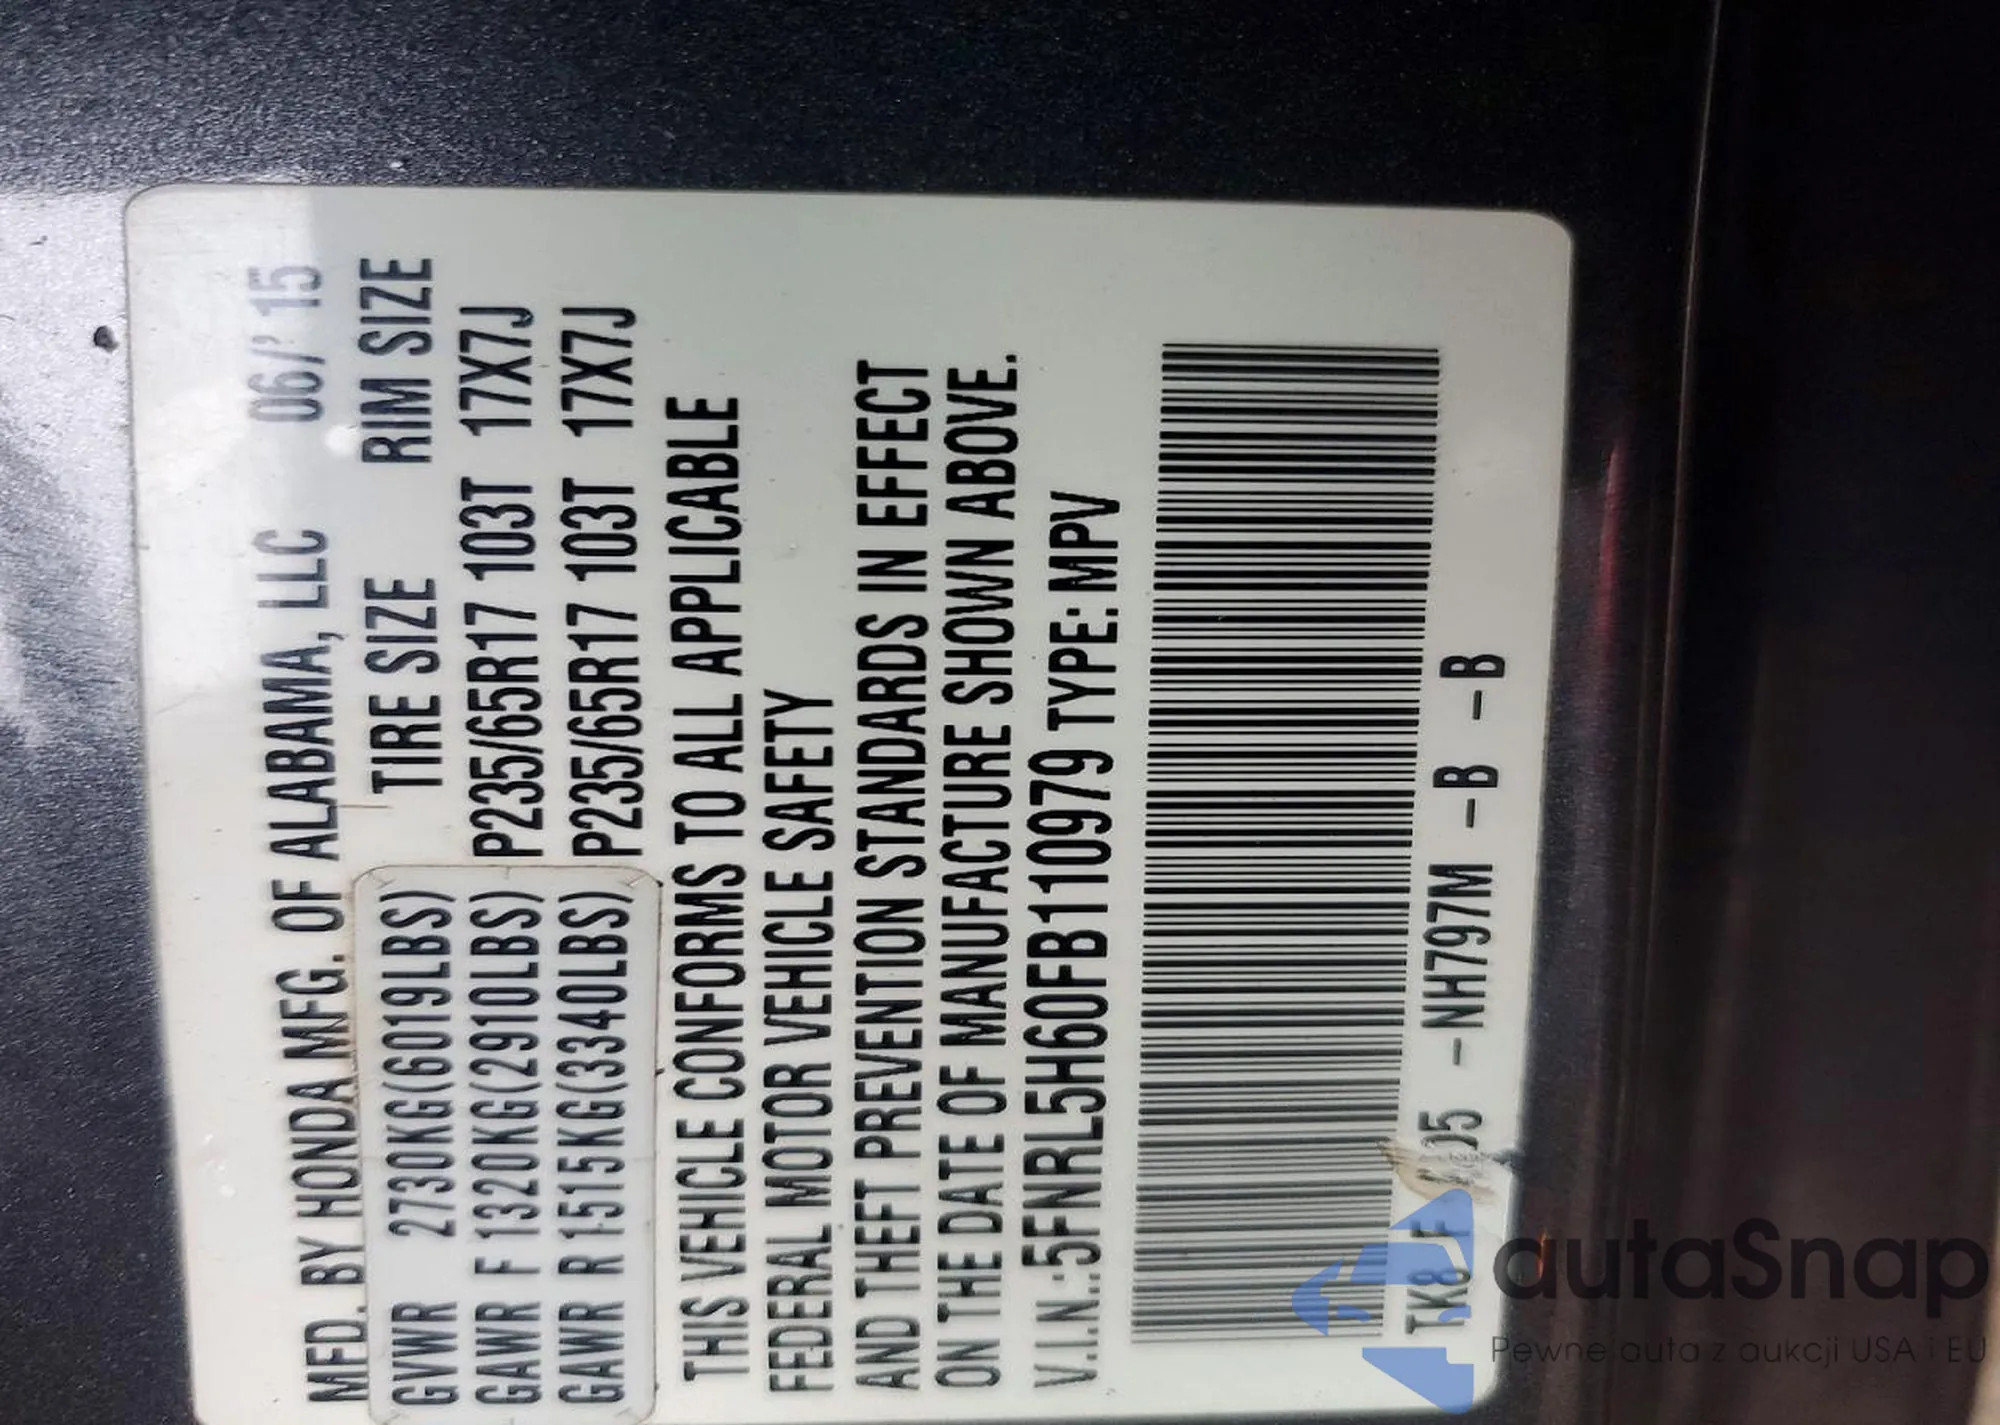 MFD. BY HONDA MFG. OF ALABAMA, LLC 06/'15
TIRE SIZE RIM SIZE
GVWR 2730KG(6019LBS)
GAWR F 1320KG(2910LBS) P235/65R17 103T 17X7J
GAWR R 1515KG(3340LBS) P235/65R17 103T 17X7J
THIS VEHICLE CONFORMS TO ALL APPLICABLE
FEDERAL MOTOR VEHICLE SAFETY
AND THEFT PREVENTION STANDARDS IN EFFECT
ON THE DATE OF MANUFACTURE SHOWN ABOVE.
V.I.N.:5FNRL5H60FB110979 TYPE: MPV
TK8 -NH797M -B -B
autaSnap
Pewne auta z aukcji USA i EU